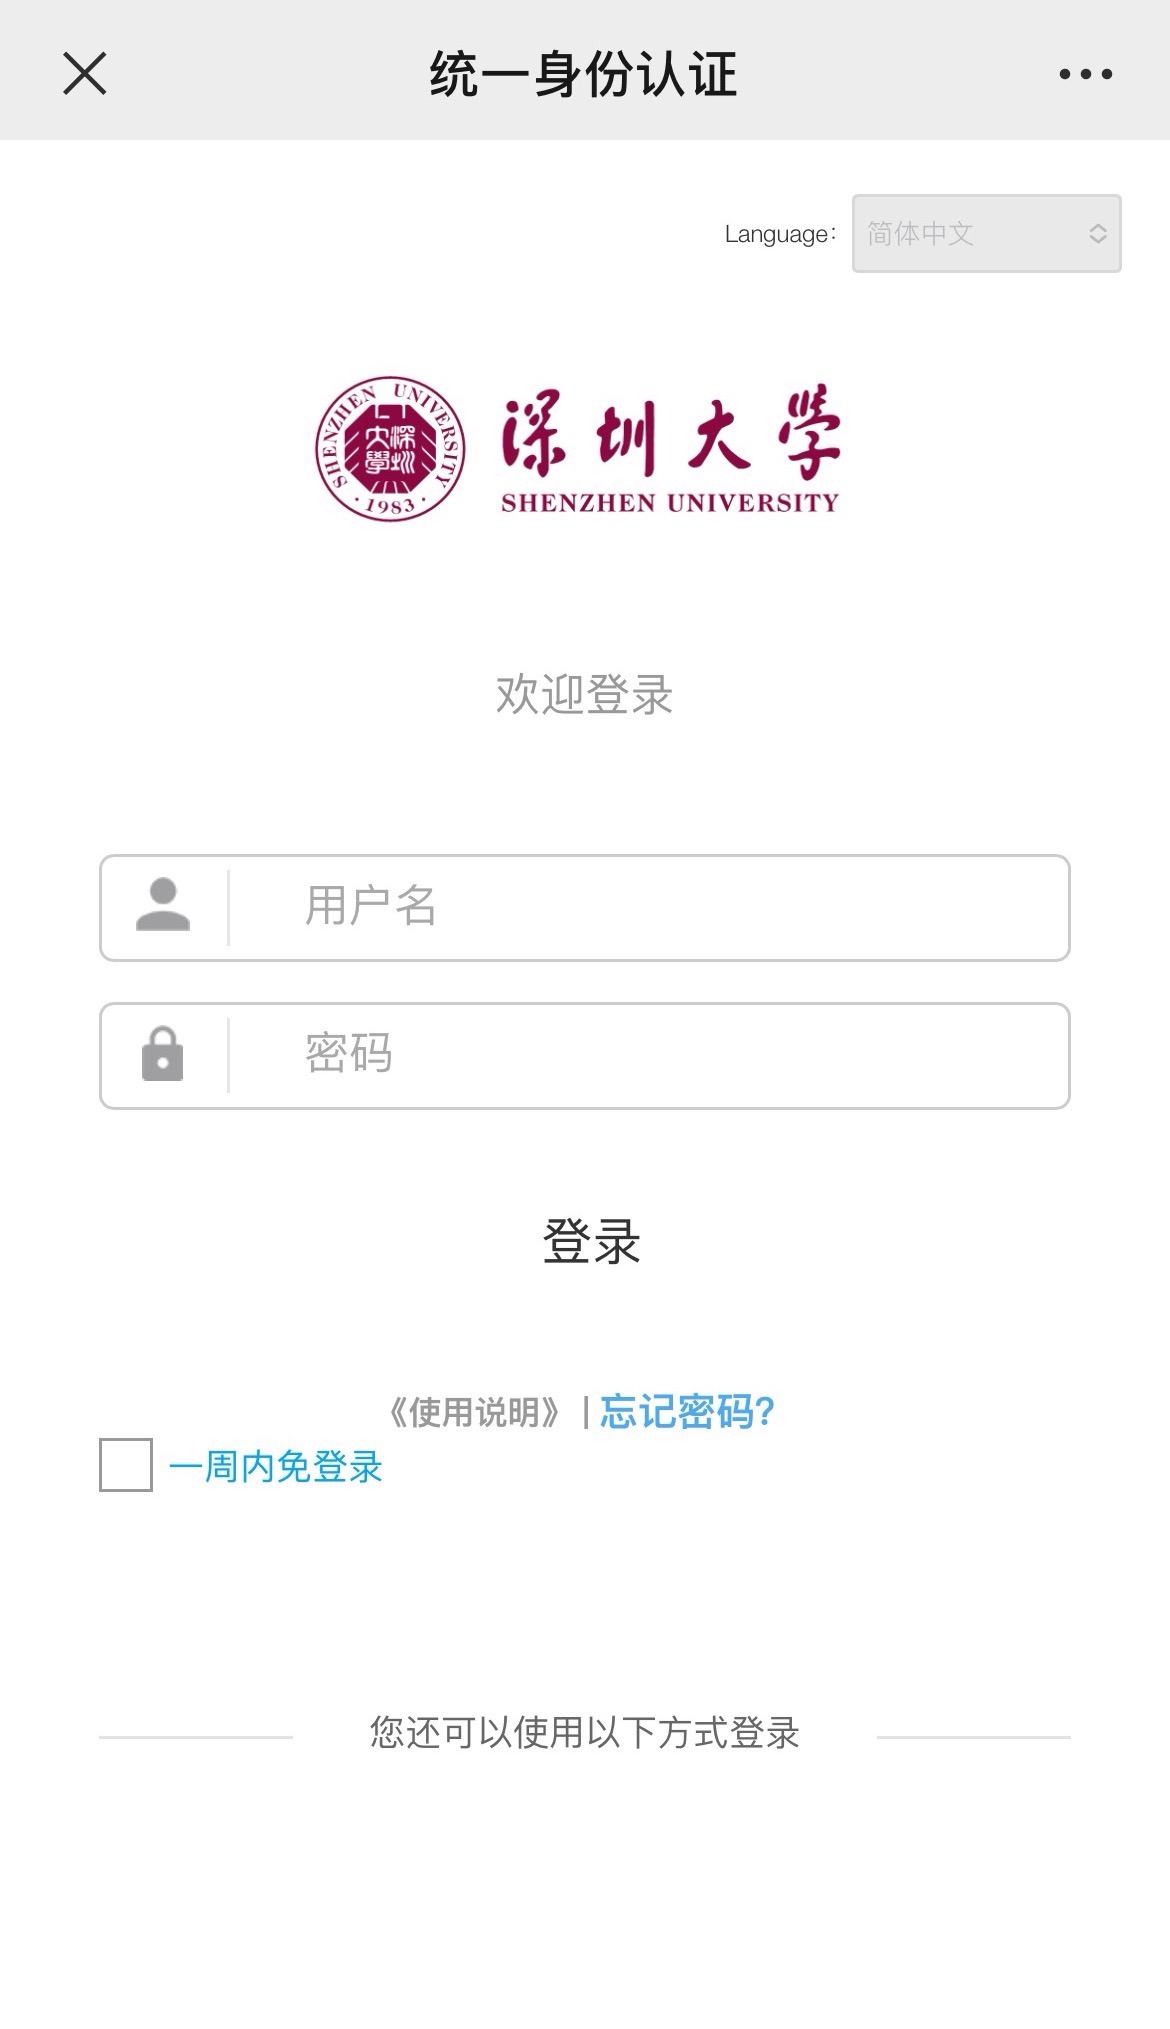 统一身份认证
Language:
简体中文
SHENZHEN UNIVERSITY
大深
學圳
·1983·
深圳大学
SHENZHEN UNIVERSITY
欢迎登录
用户名
密码
登录
《使用说明》 | 忘记密码?
一周内免登录
您还可以使用以下方式登录